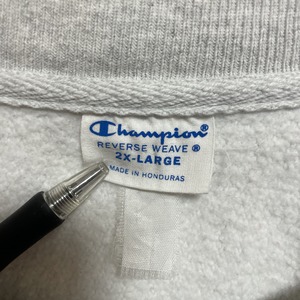 Champion®
REVERSE WEAVE®
2X-LARGE
MADE IN HONDURAS